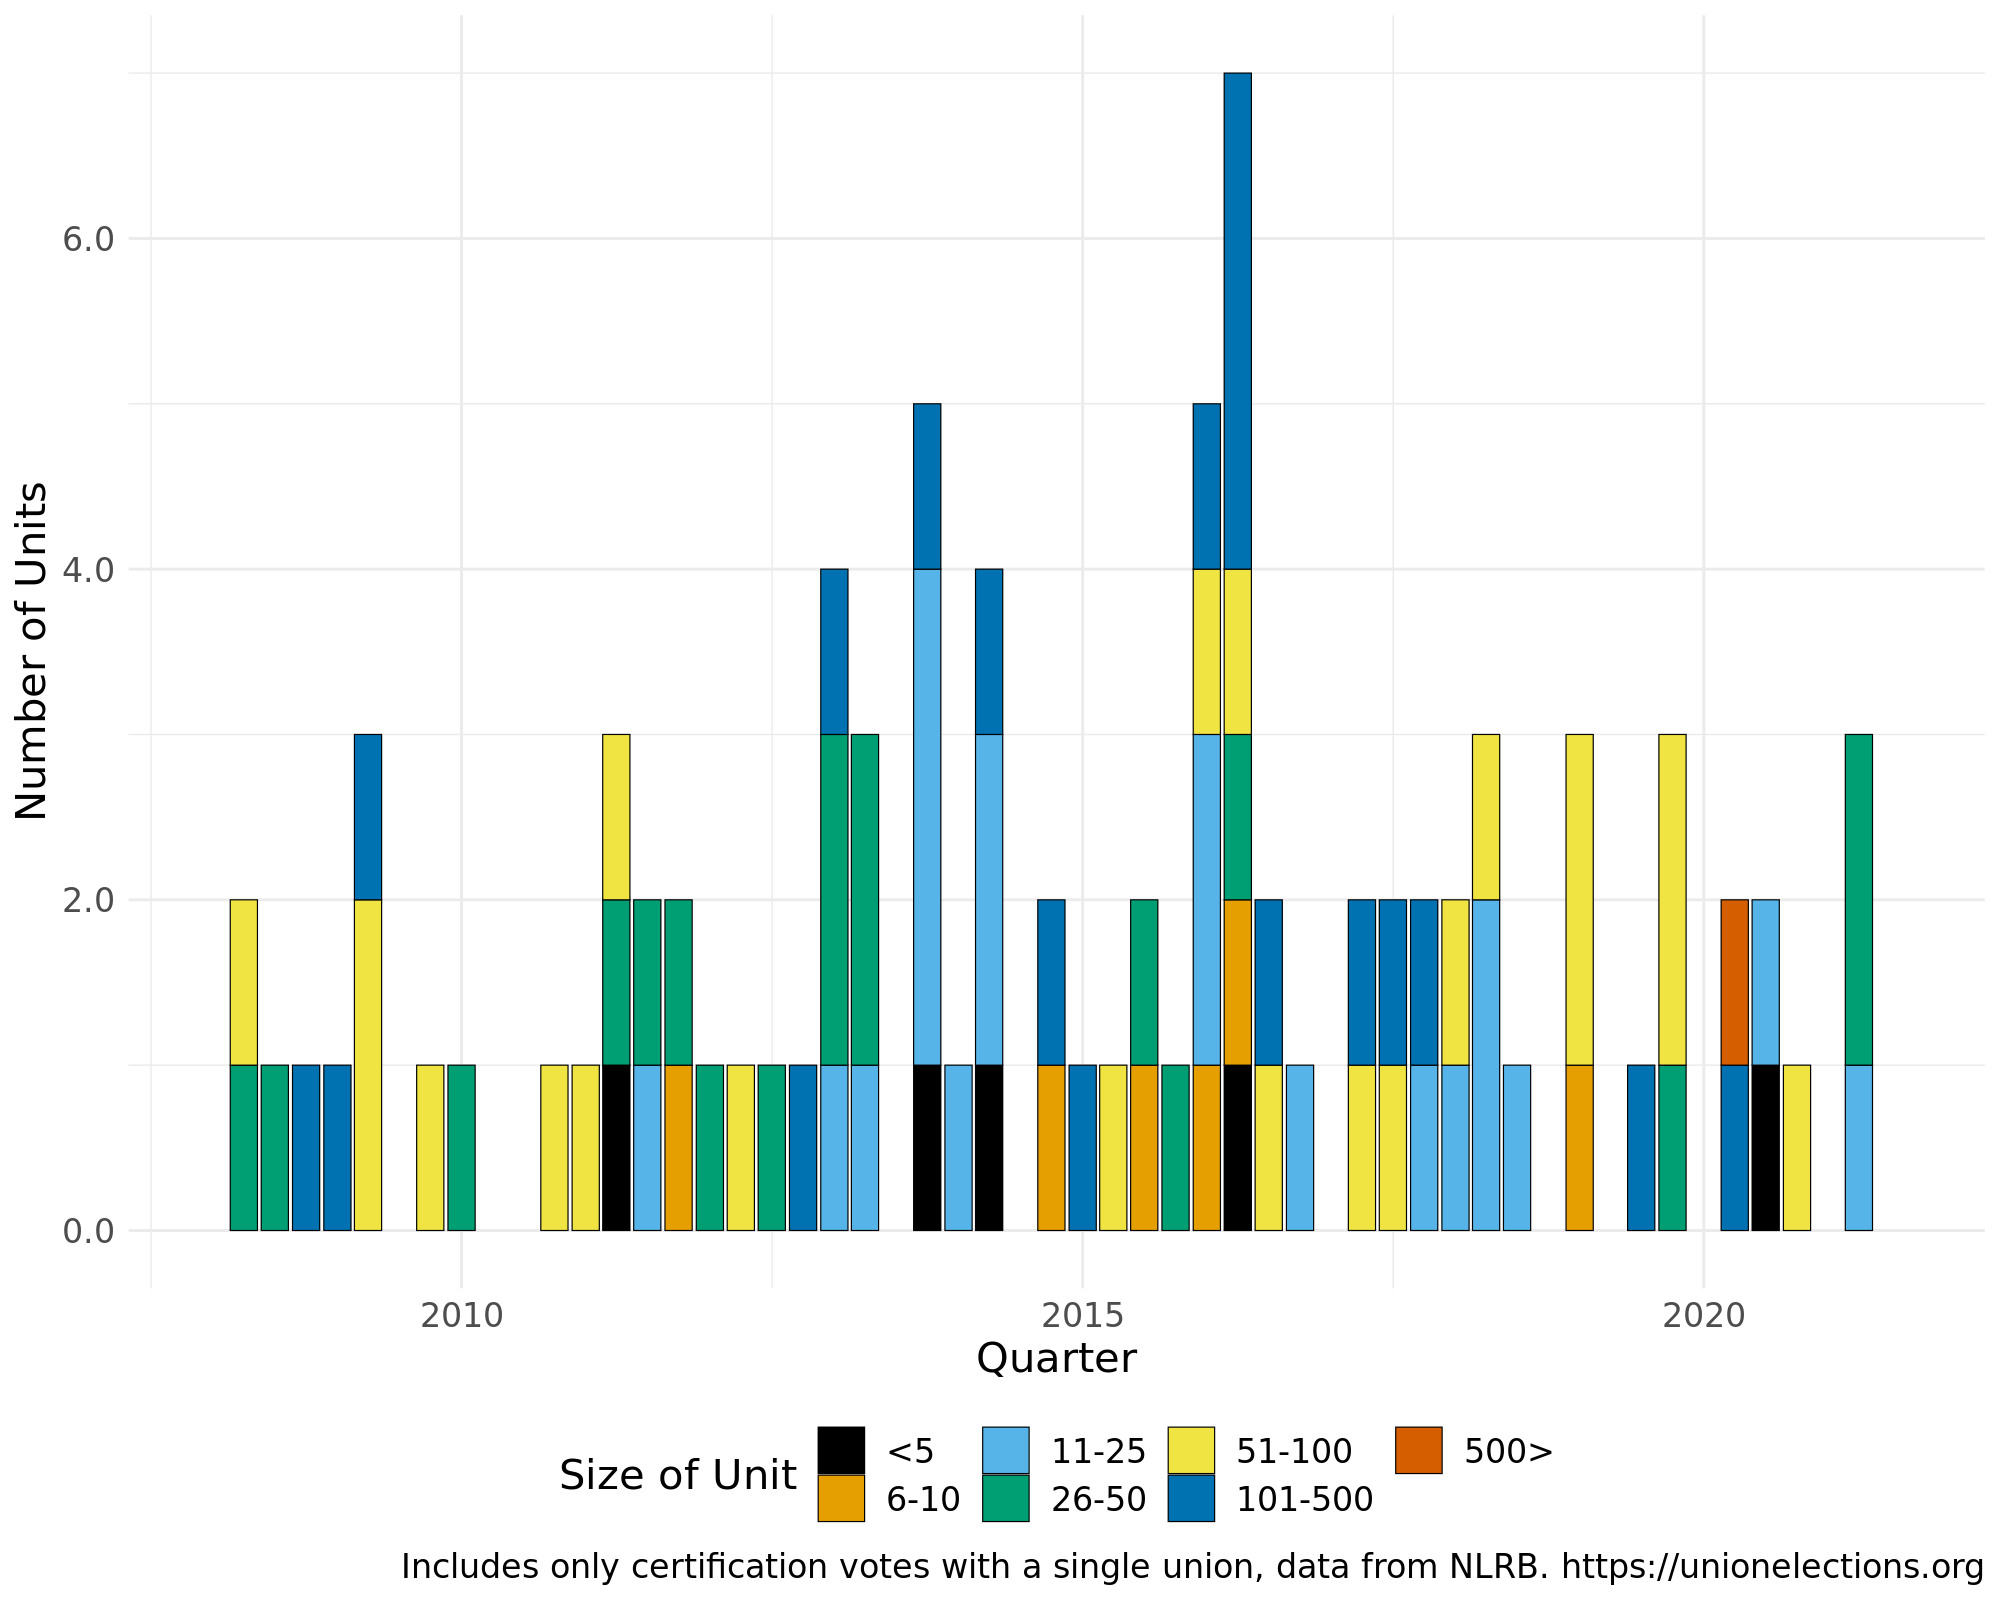 6.0
4.0
2.0
0.0
Number of Units
2010 2015 2020
Quarter
Size of Unit
<5 11-25 51-100 500>
6-10 26-50 101-500
Includes only certification votes with a single union, data from NLRB. https://unionelections.org